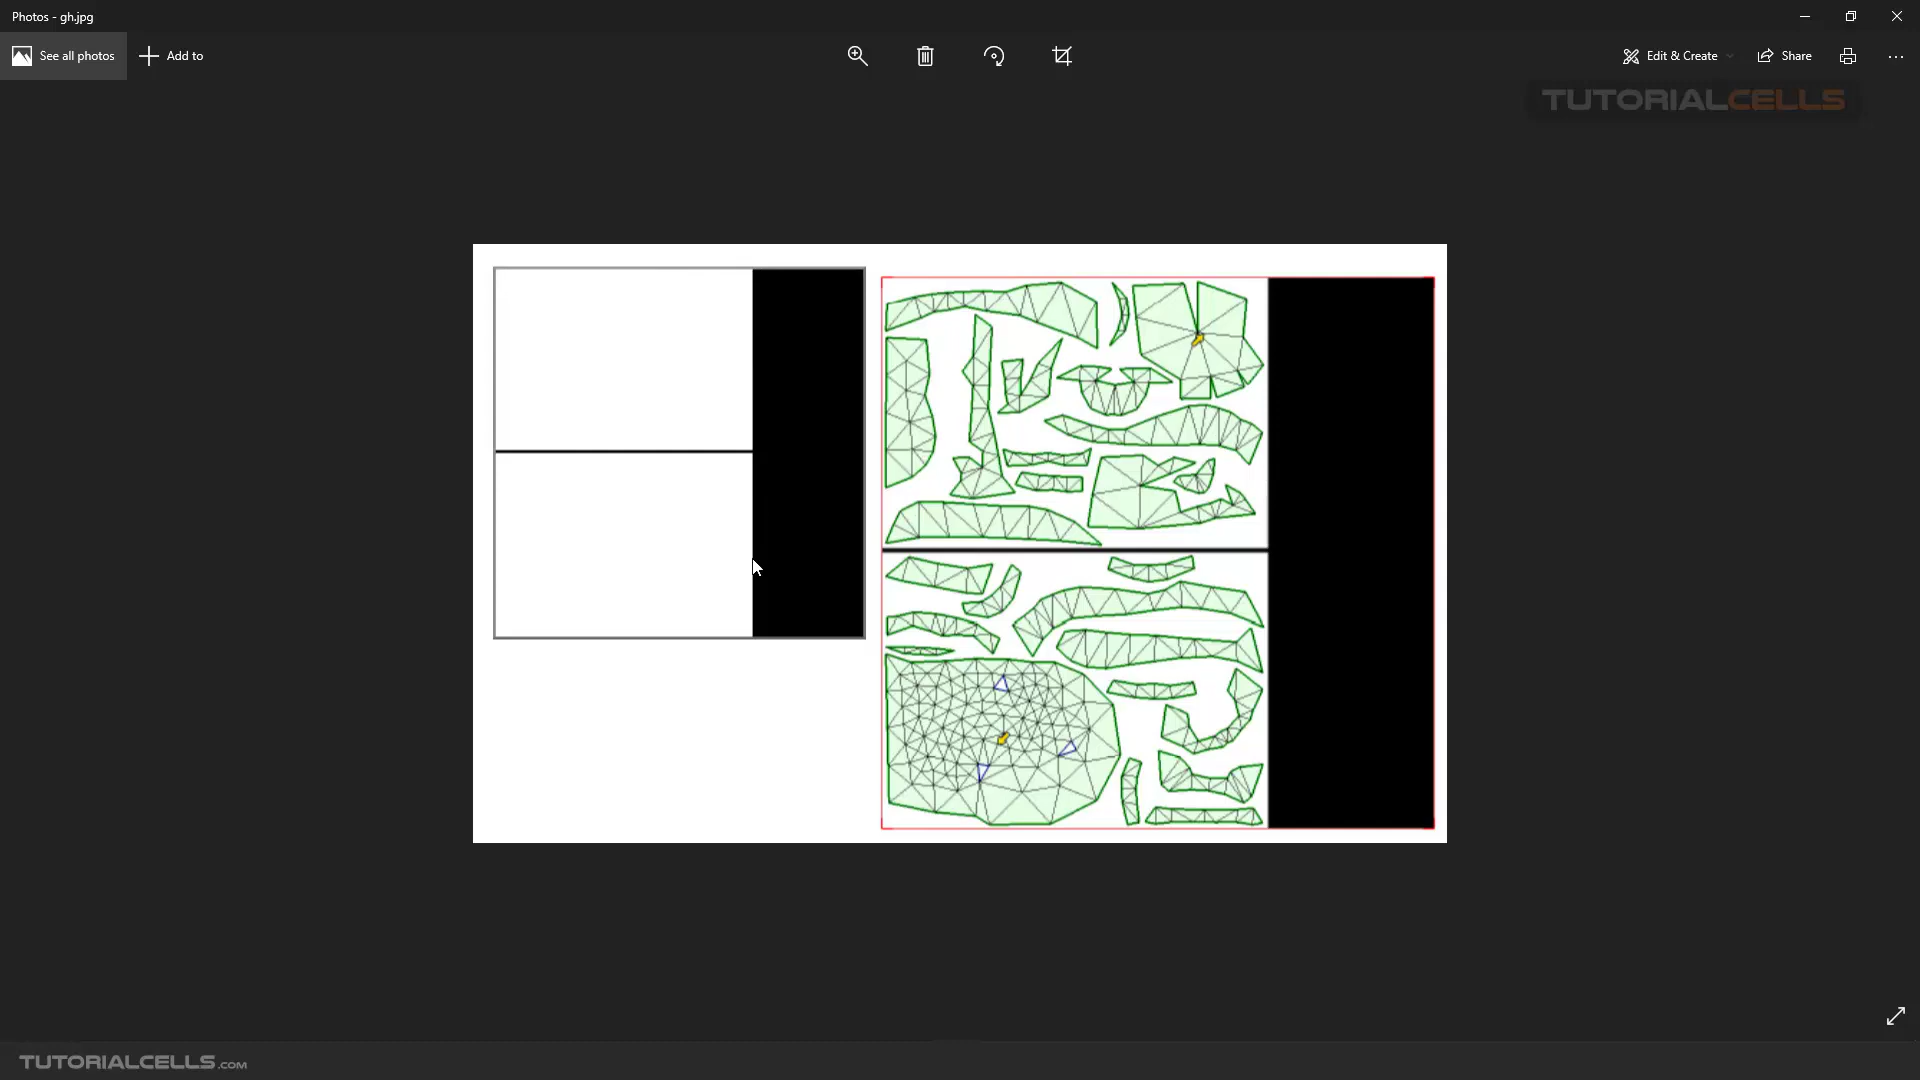 Photos - gh.jpg
See all photos
Add to
Edit & Create
Share
TUTORIALCELLS
TUTORIALCELLS.COM